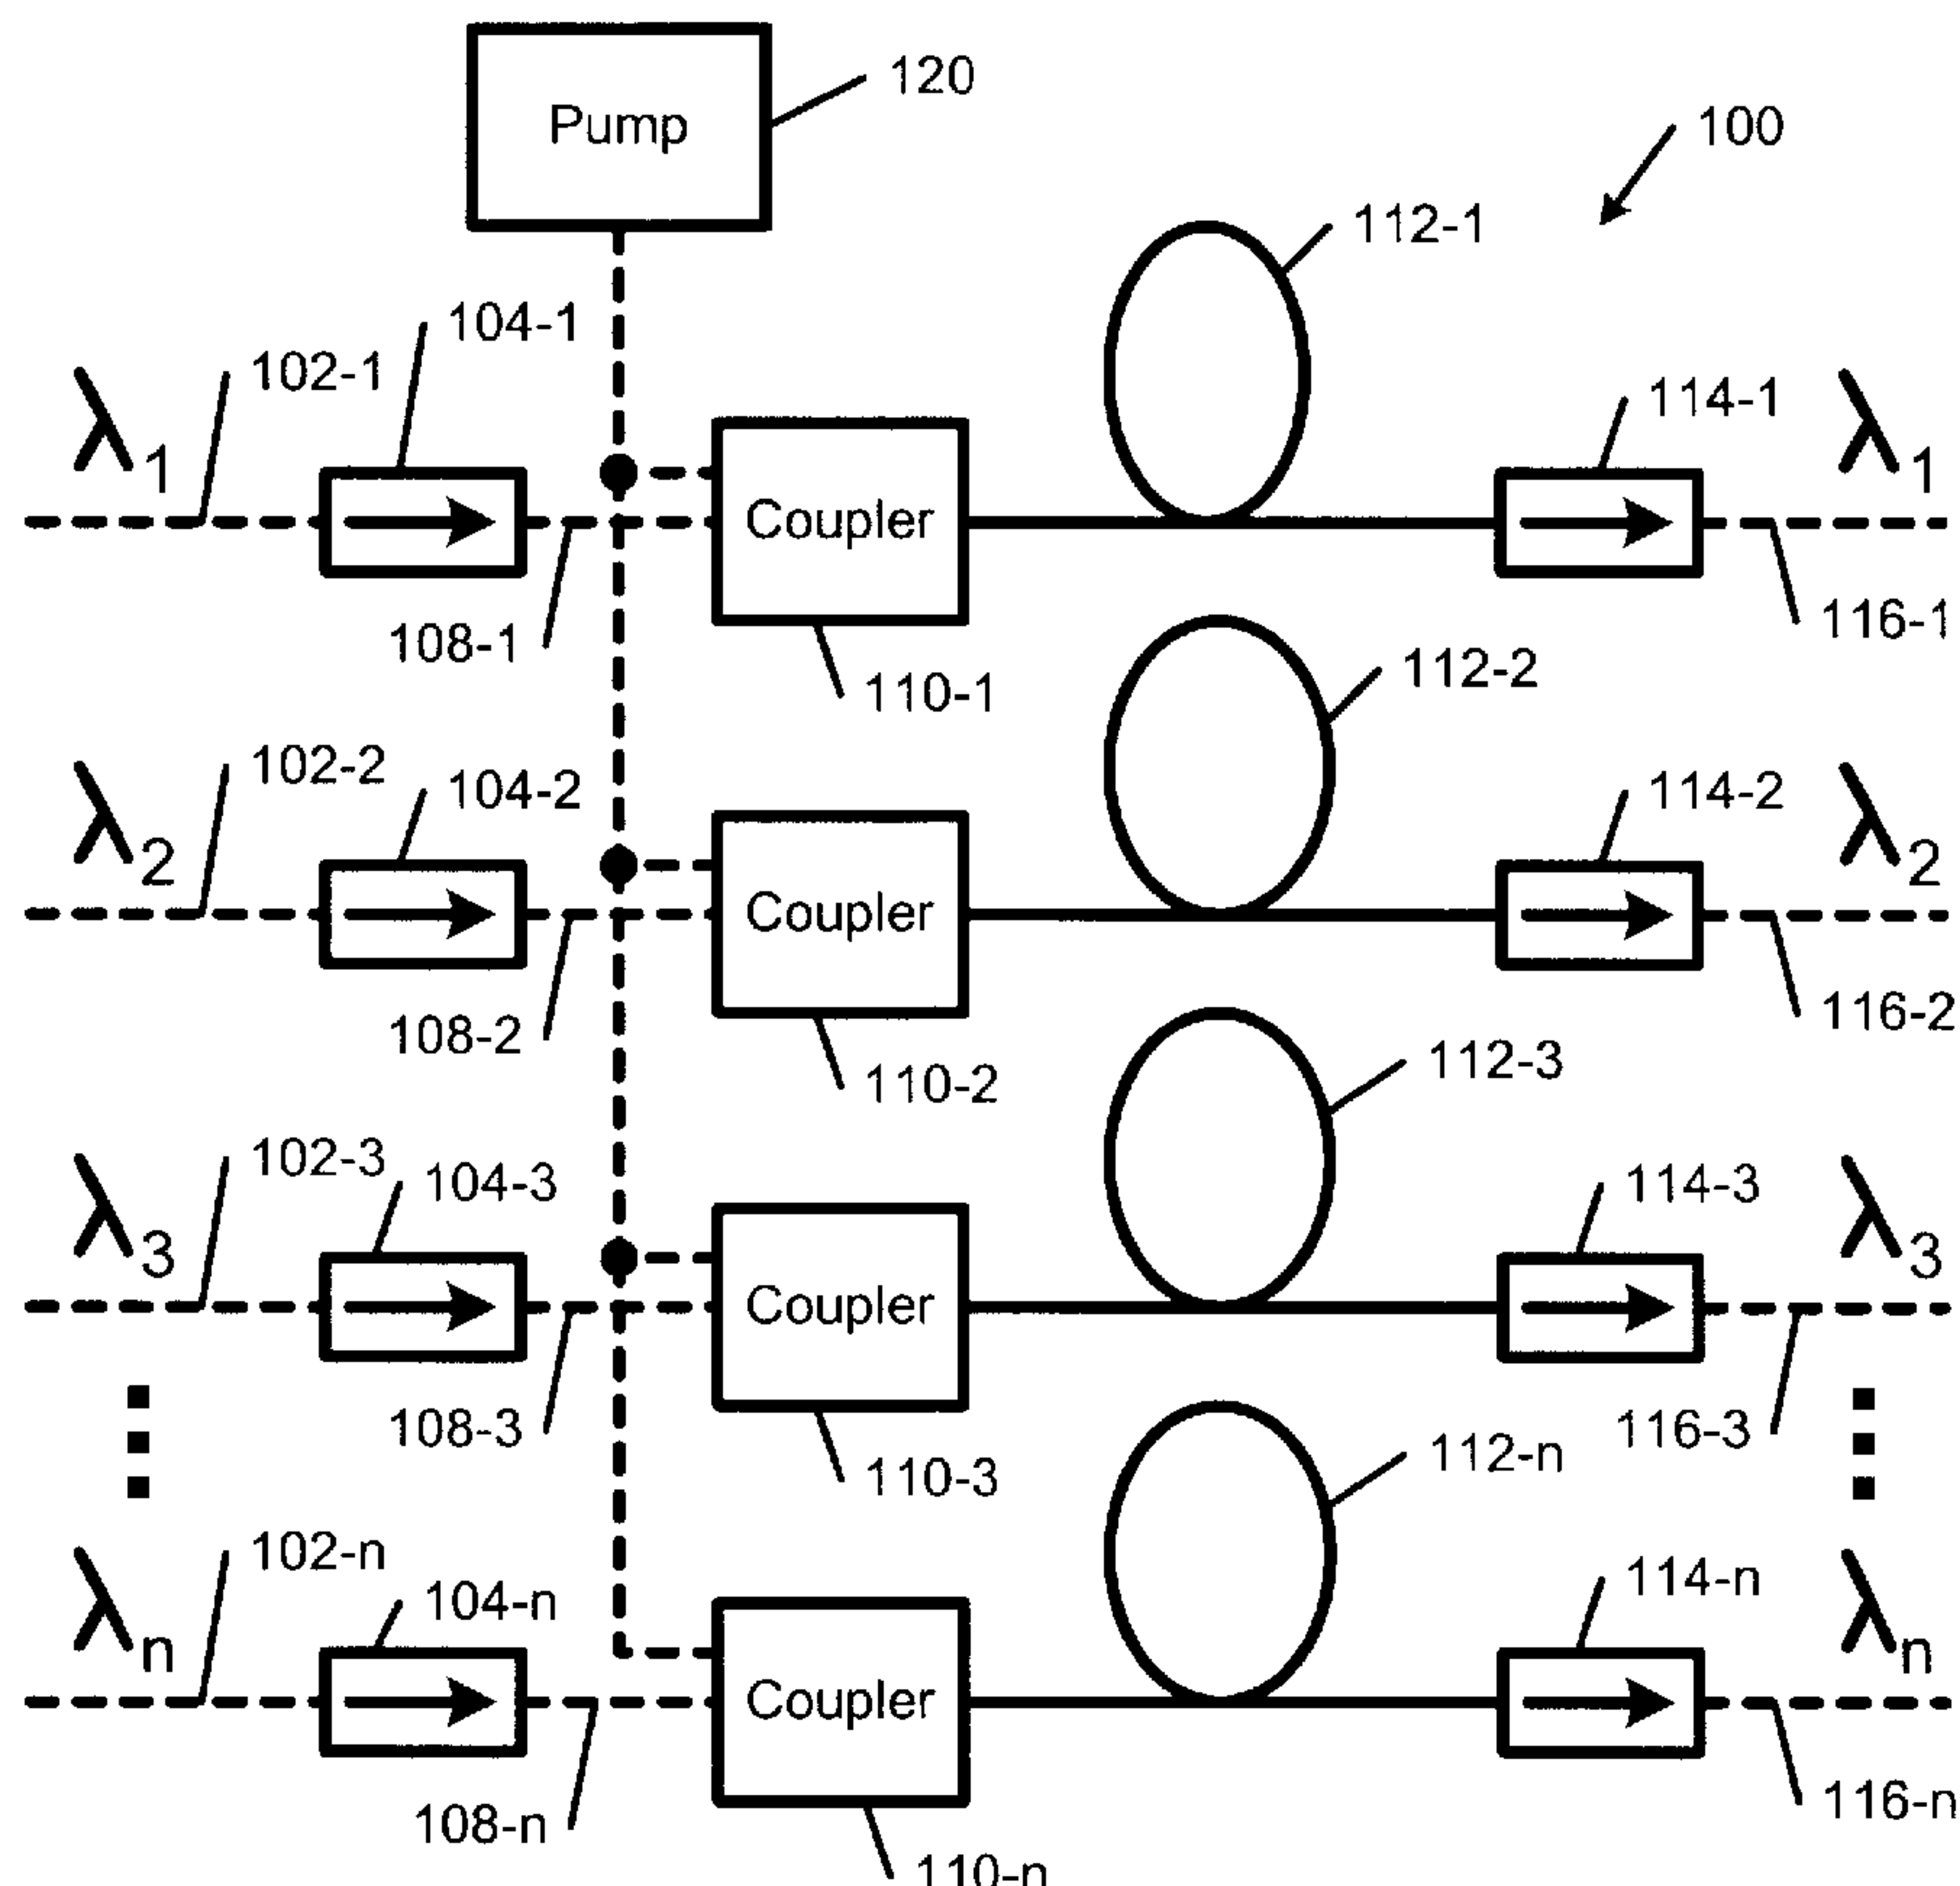 Pump
120
100
112-1
104-1
102-1
λ1
114-1
λ1
Coupler
108-1
116-1
110-1
112-2
102-2
104-2
λ2
114-2
λ2
Coupler
108-2
116-2
110-2
112-3
102-3
104-3
λ3
114-3
λ3
Coupler
108-3
116-3
110-3
112-n
102-n
104-n
λn
114-n
λn
Coupler
108-n
116-n
110-n